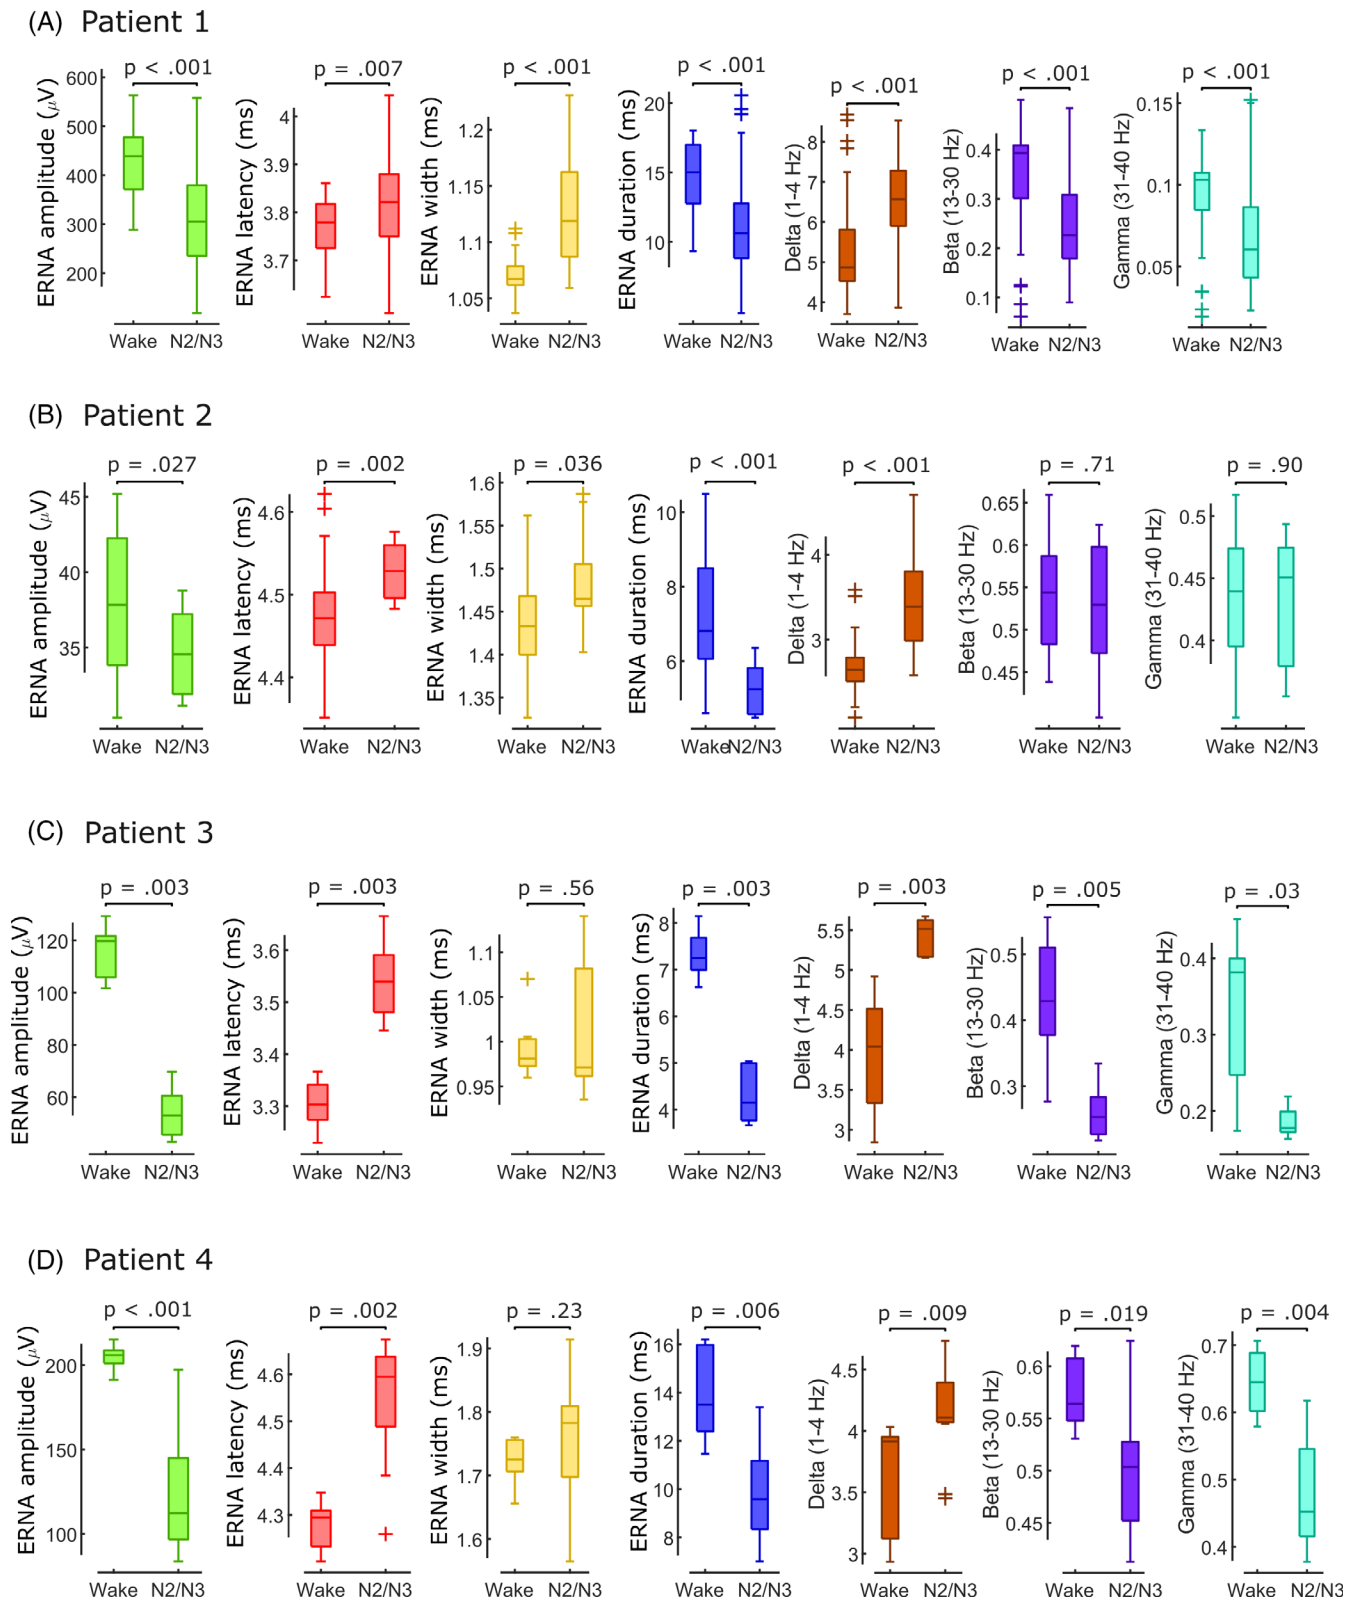 (A) Patient 1
p < .001
p = .007
p < .001
p < .001
p < .001
p < .001
p < .001
ERNA amplitude (μV)
600
500
400
300
200
Wake N2/N3
ERNA latency (ms)
4
3.9
3.8
3.7
Wake N2/N3
ERNA width (ms)
1.2
1.15
1.1
1.05
Wake N2/N3
ERNA duration (ms)
20
15
10
Wake N2/N3
Delta (1-4 Hz)
8
7
6
5
4
Wake N2/N3
Beta (13-30 Hz)
0.4
0.3
0.2
0.1
Wake N2/N3
Gamma (31-40 Hz)
0.15
0.1
0.05
Wake N2/N3
(B) Patient 2
p = .027
p = .002
p = .036
p < .001
p < .001
p = .71
p = .90
ERNA amplitude (μV)
45
40
35
Wake N2/N3
ERNA latency (ms)
4.6
4.5
4.4
Wake N2/N3
ERNA width (ms)
1.6
1.55
1.5
1.45
1.4
1.35
Wake N2/N3
ERNA duration (ms)
10
8
6
Wake N2/N3
Delta (1-4 Hz)
4
3
Wake N2/N3
Beta (13-30 Hz)
0.65
0.6
0.55
0.5
0.45
Wake N2/N3
Gamma (31-40 Hz)
0.5
0.45
0.4
Wake N2/N3
(C) Patient 3
p = .003
p = .003
p = .56
p = .003
p = .003
p = .005
p = .03
ERNA amplitude (μV)
120
100
80
60
Wake N2/N3
ERNA latency (ms)
3.6
3.5
3.4
3.3
Wake N2/N3
ERNA width (ms)
1.1
1.05
1
0.95
Wake N2/N3
ERNA duration (ms)
8
7
6
5
4
Wake N2/N3
Delta (1-4 Hz)
5.5
5
4.5
4
3.5
3
Wake N2/N3
Beta (13-30 Hz)
0.5
0.4
0.3
Wake N2/N3
Gamma (31-40 Hz)
0.4
0.3
0.2
Wake N2/N3
(D) Patient 4
p < .001
p = .002
p = .23
p = .006
p = .009
p = .019
p = .004
ERNA amplitude (μV)
200
150
100
Wake N2/N3
ERNA latency (ms)
4.6
4.5
4.4
4.3
Wake N2/N3
ERNA width (ms)
1.9
1.8
1.7
1.6
Wake N2/N3
ERNA duration (ms)
16
14
12
10
8
Wake N2/N3
Delta (1-4 Hz)
4.5
4
3.5
3
Wake N2/N3
Beta (13-30 Hz)
0.6
0.55
0.5
0.45
Wake N2/N3
Gamma (31-40 Hz)
0.7
0.6
0.5
0.4
Wake N2/N3